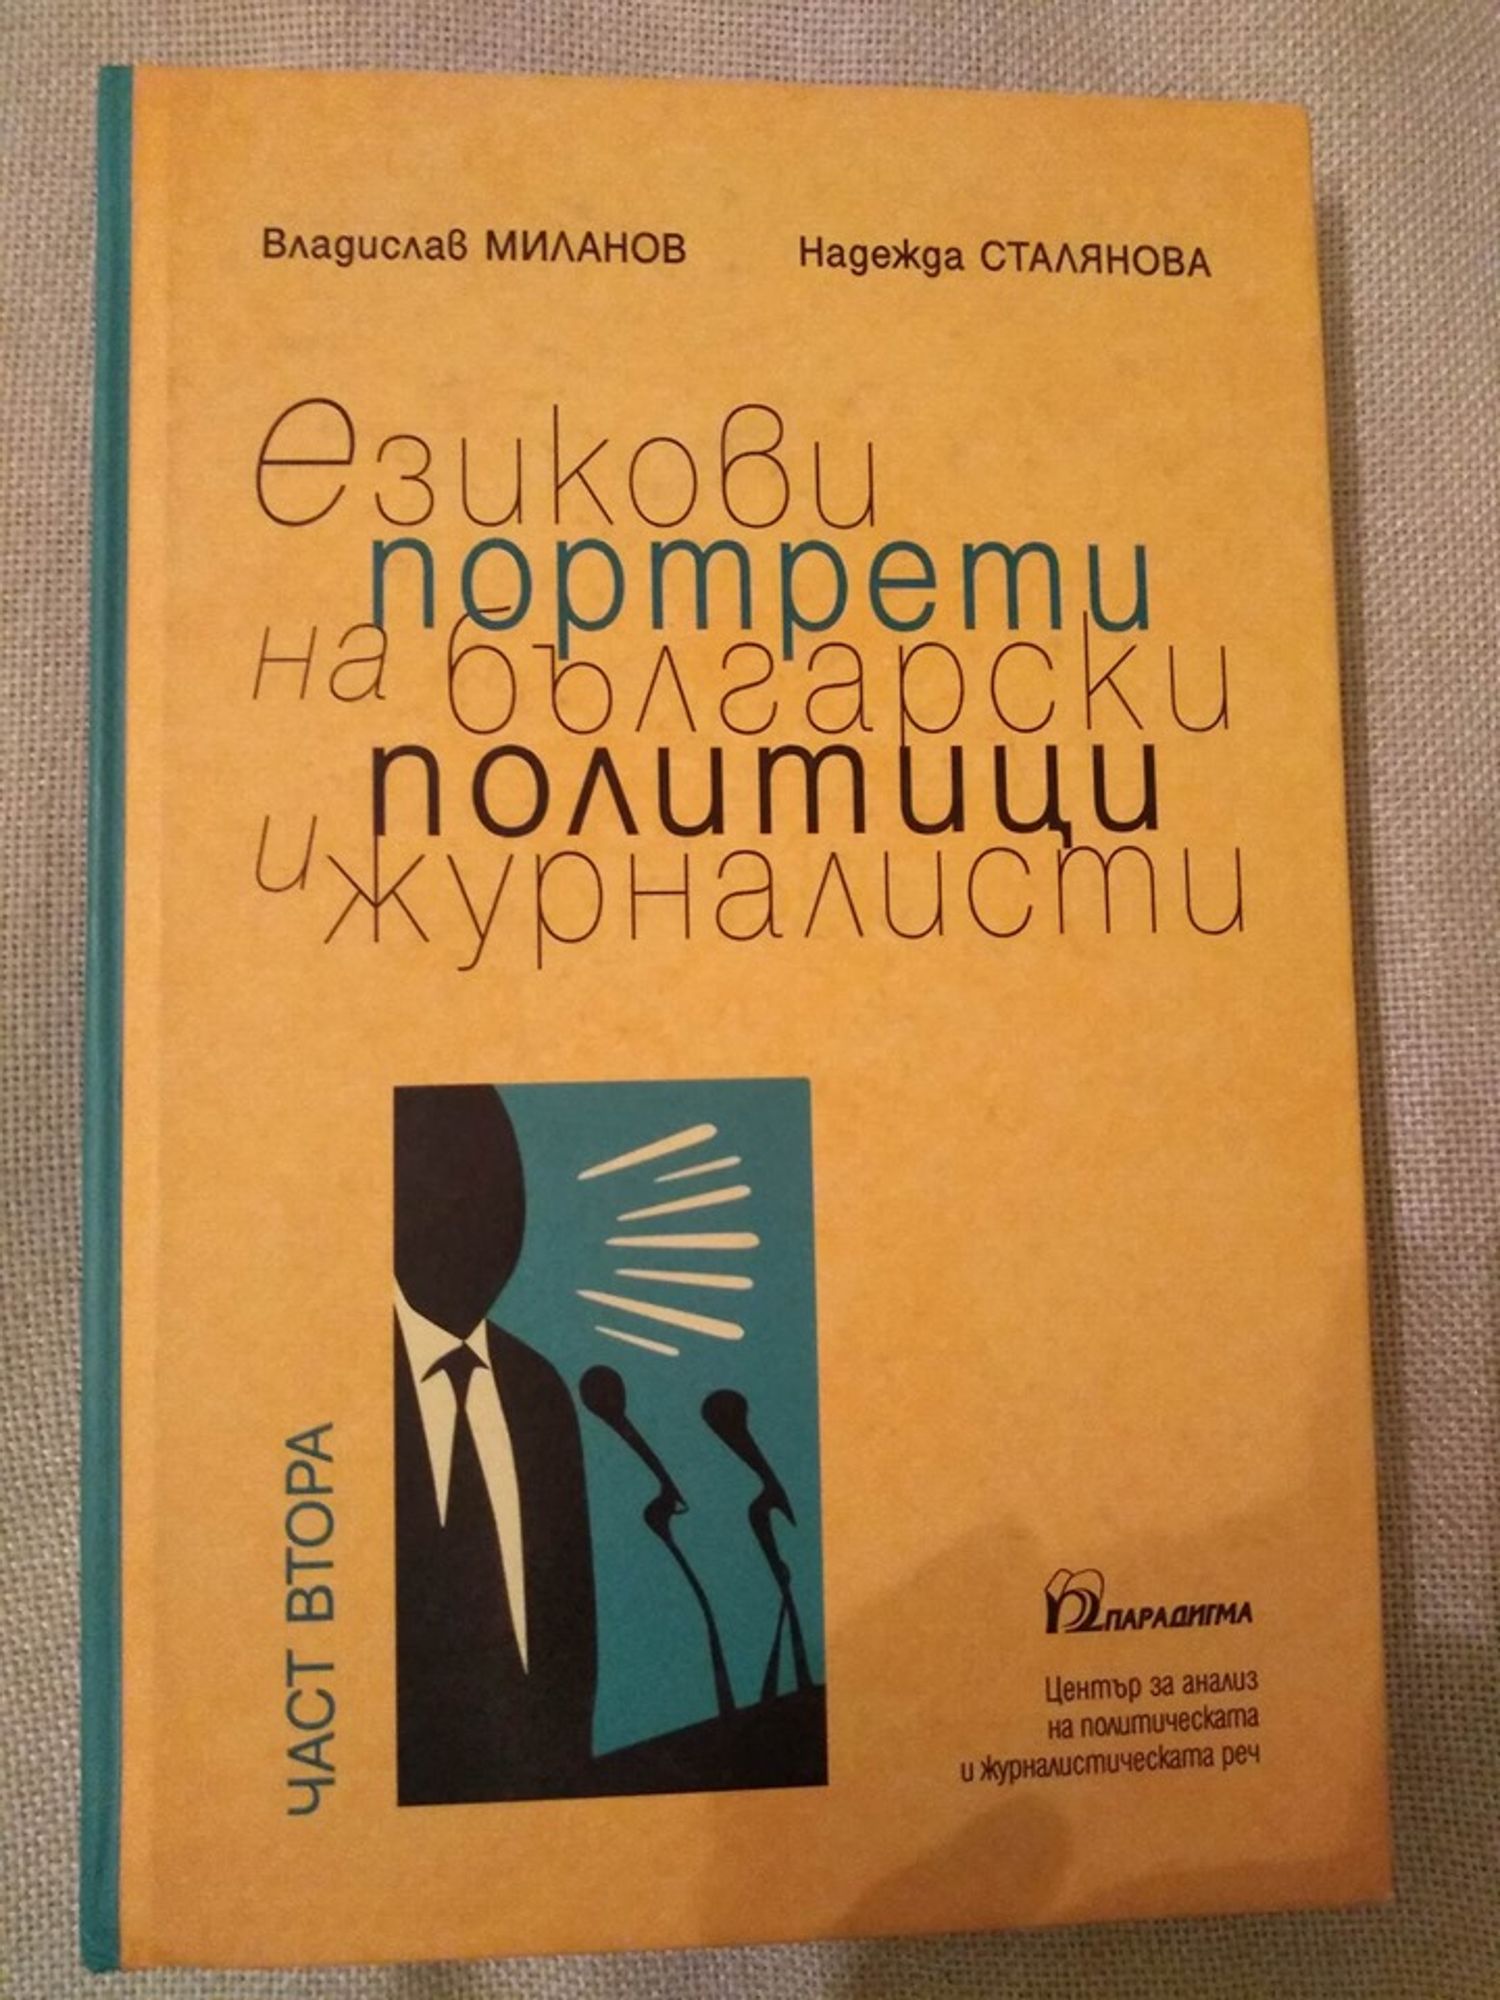 Владислав МИЛАНОВ
Надежда СТАЛЯНОВА
езикови
портрети
на български
политици
и журналисти
ЧАСТ ВТОРА
ПАРАДИГМА
Център за анализ
на политическата
и журналистическата реч